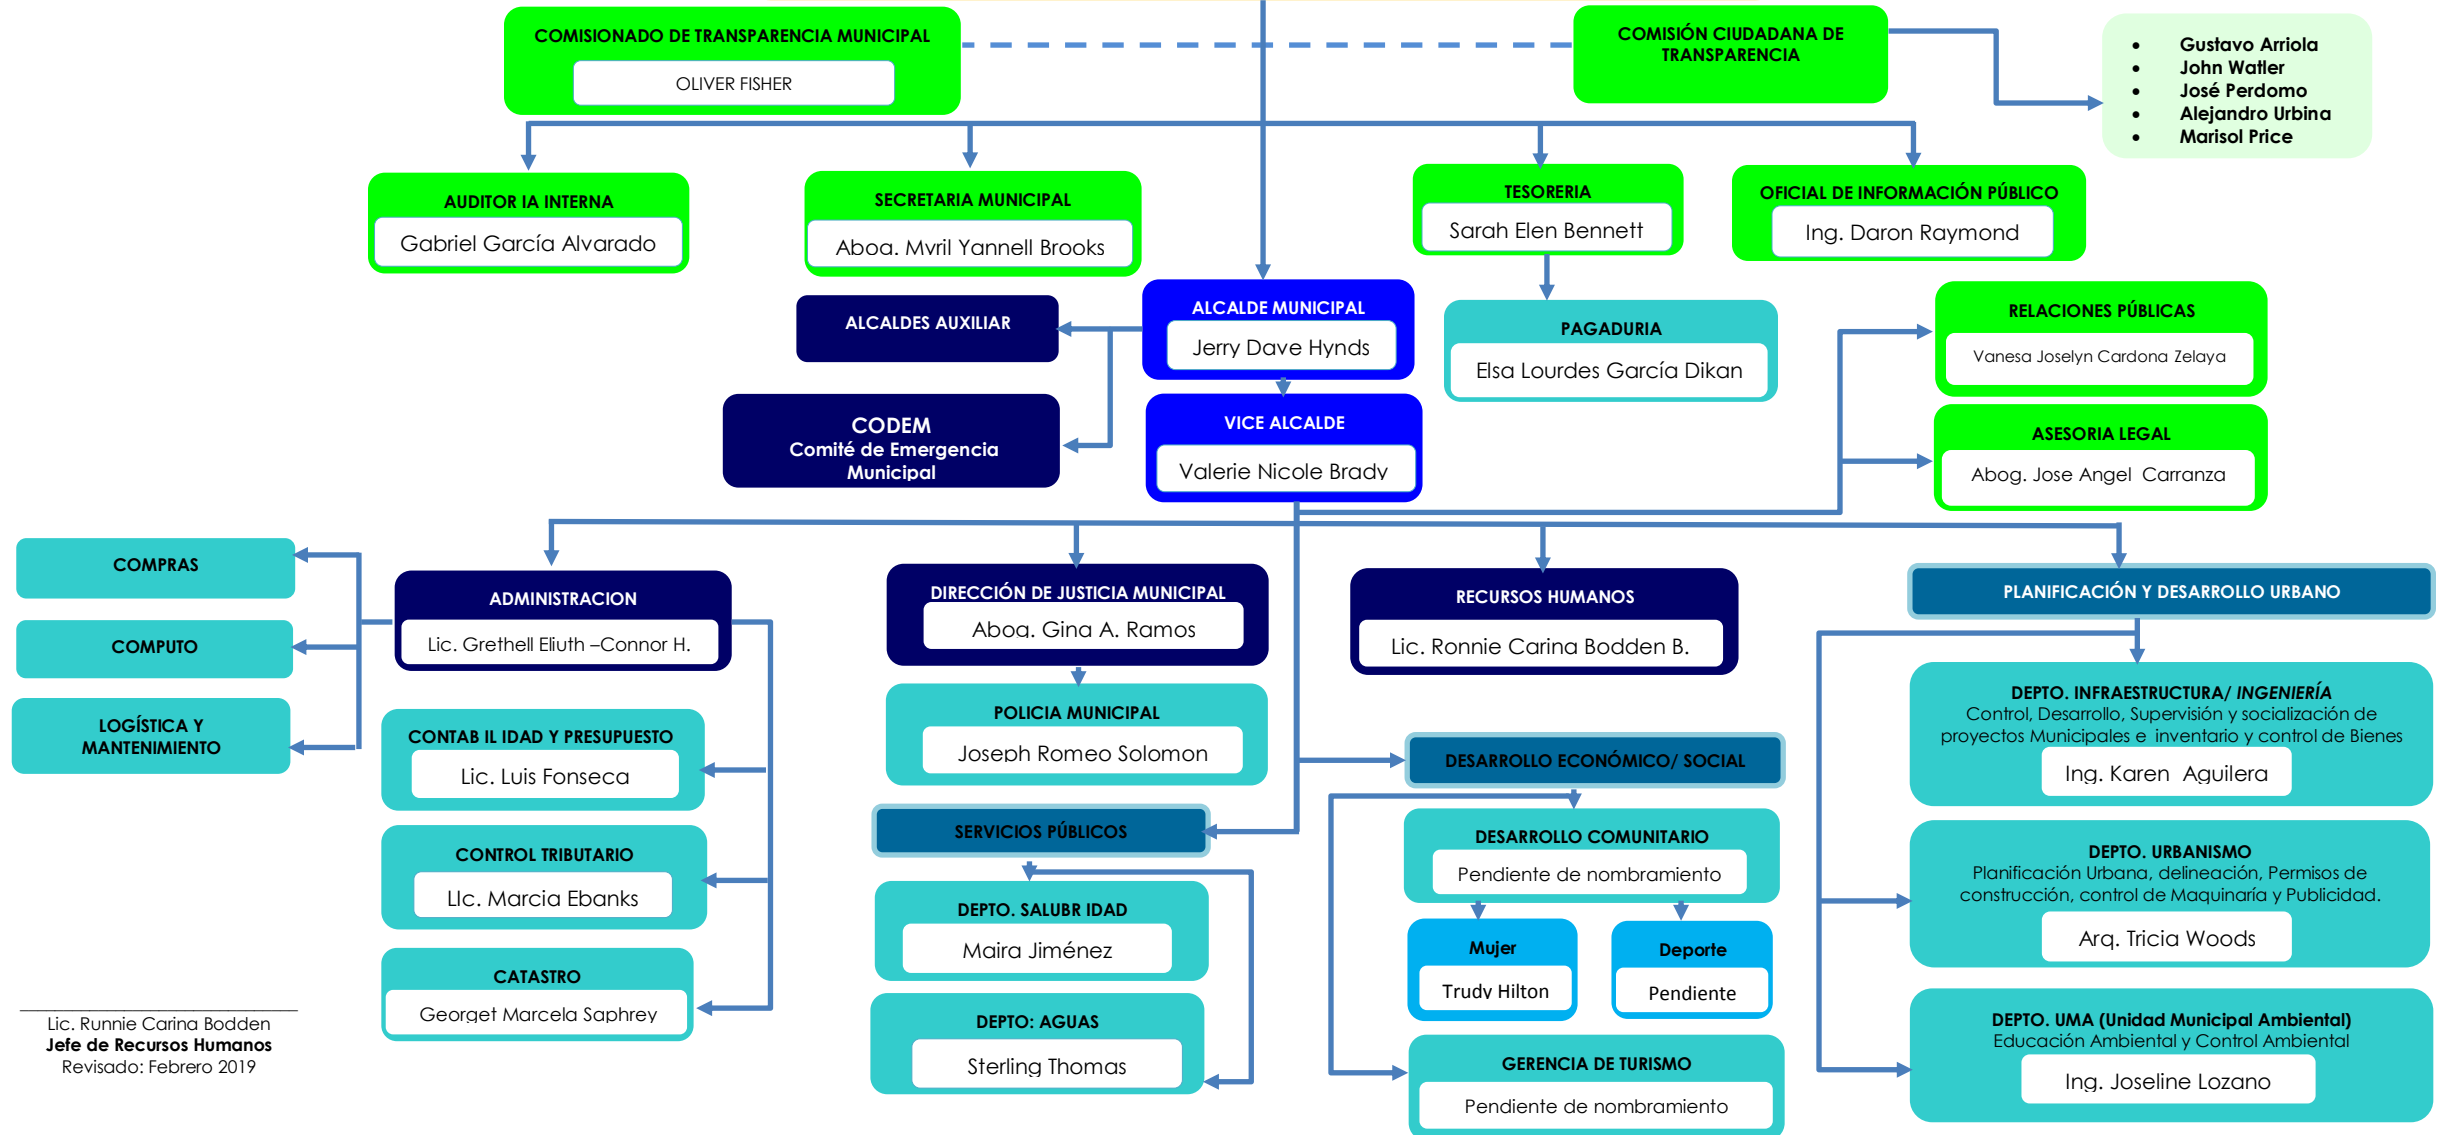 COMISIONADO DE TRANSPARENCIA MUNICIPAL
OLIVER FISHER
COMISIÓN CIUDADANA DE
TRANSPARENCIA
• Gustavo Arriola
• John Watler
• José Perdomo
• Alejandro Urbina
• Marisol Price
AUDITOR IA INTERNA
Gabriel García Alvarado
SECRETARIA MUNICIPAL
Abog. Myril Yannell Brooks
TESORERIA
Sarah Elen Bennett
OFICIAL DE INFORMACIÓN PÚBLICO
Ing. Daron Raymond
ALCALDES AUXILIAR
ALCALDE MUNICIPAL
Jerry Dave Hynds
PAGADURIA
Elsa Lourdes García Dikan
RELACIONES PÚBLICAS
Vanesa Joselyn Cardona Zelaya
CODEM
Comité de Emergencia
Municipal
VICE ALCALDE
Valerie Nicole Brady
ASESORIA LEGAL
Abog. Jose Angel Carranza
COMPRAS
COMPUTO
LOGÍSTICA Y
MANTENIMIENTO
ADMINISTRACION
Lic. Grethell Eliuth –Connor H.
DIRECCIÓN DE JUSTICIA MUNICIPAL
Abog. Gina A. Ramos
RECURSOS HUMANOS
Lic. Ronnie Carina Bodden B.
PLANIFICACIÓN Y DESARROLLO URBANO
CONTAB IL IDAD Y PRESUPUESTO
Lic. Luis Fonseca
CONTROL TRIBUTARIO
LIc. Marcia Ebanks
CATASTRO
Georget Marcela Saphrey
POLICIA MUNICIPAL
Joseph Romeo Solomon
SERVICIOS PÚBLICOS
DEPTO. SALUBR IDAD
Maira Jiménez
DEPTO: AGUAS
Sterling Thomas
DESARROLLO ECONÓMICO/ SOCIAL
DESARROLLO COMUNITARIO
Pendiente de nombramiento
Mujer
Trudy Hilton
Deporte
Pendiente
GERENCIA DE TURISMO
Pendiente de nombramiento
DEPTO. INFRAESTRUCTURA/ INGENIERÍA
Control, Desarrollo, Supervisión y socialización de
proyectos Municipales e inventario y control de Bienes
Ing. Karen Aguilera
DEPTO. URBANISMO
Planificación Urbana, delineación, Permisos de
construcción, control de Maquinaría y Publicidad.
Arq. Tricia Woods
DEPTO. UMA (Unidad Municipal Ambiental)
Educación Ambiental y Control Ambiental
Ing. Joseline Lozano
Lic. Runnie Carina Bodden
Jefe de Recursos Humanos
Revisado: Febrero 2019